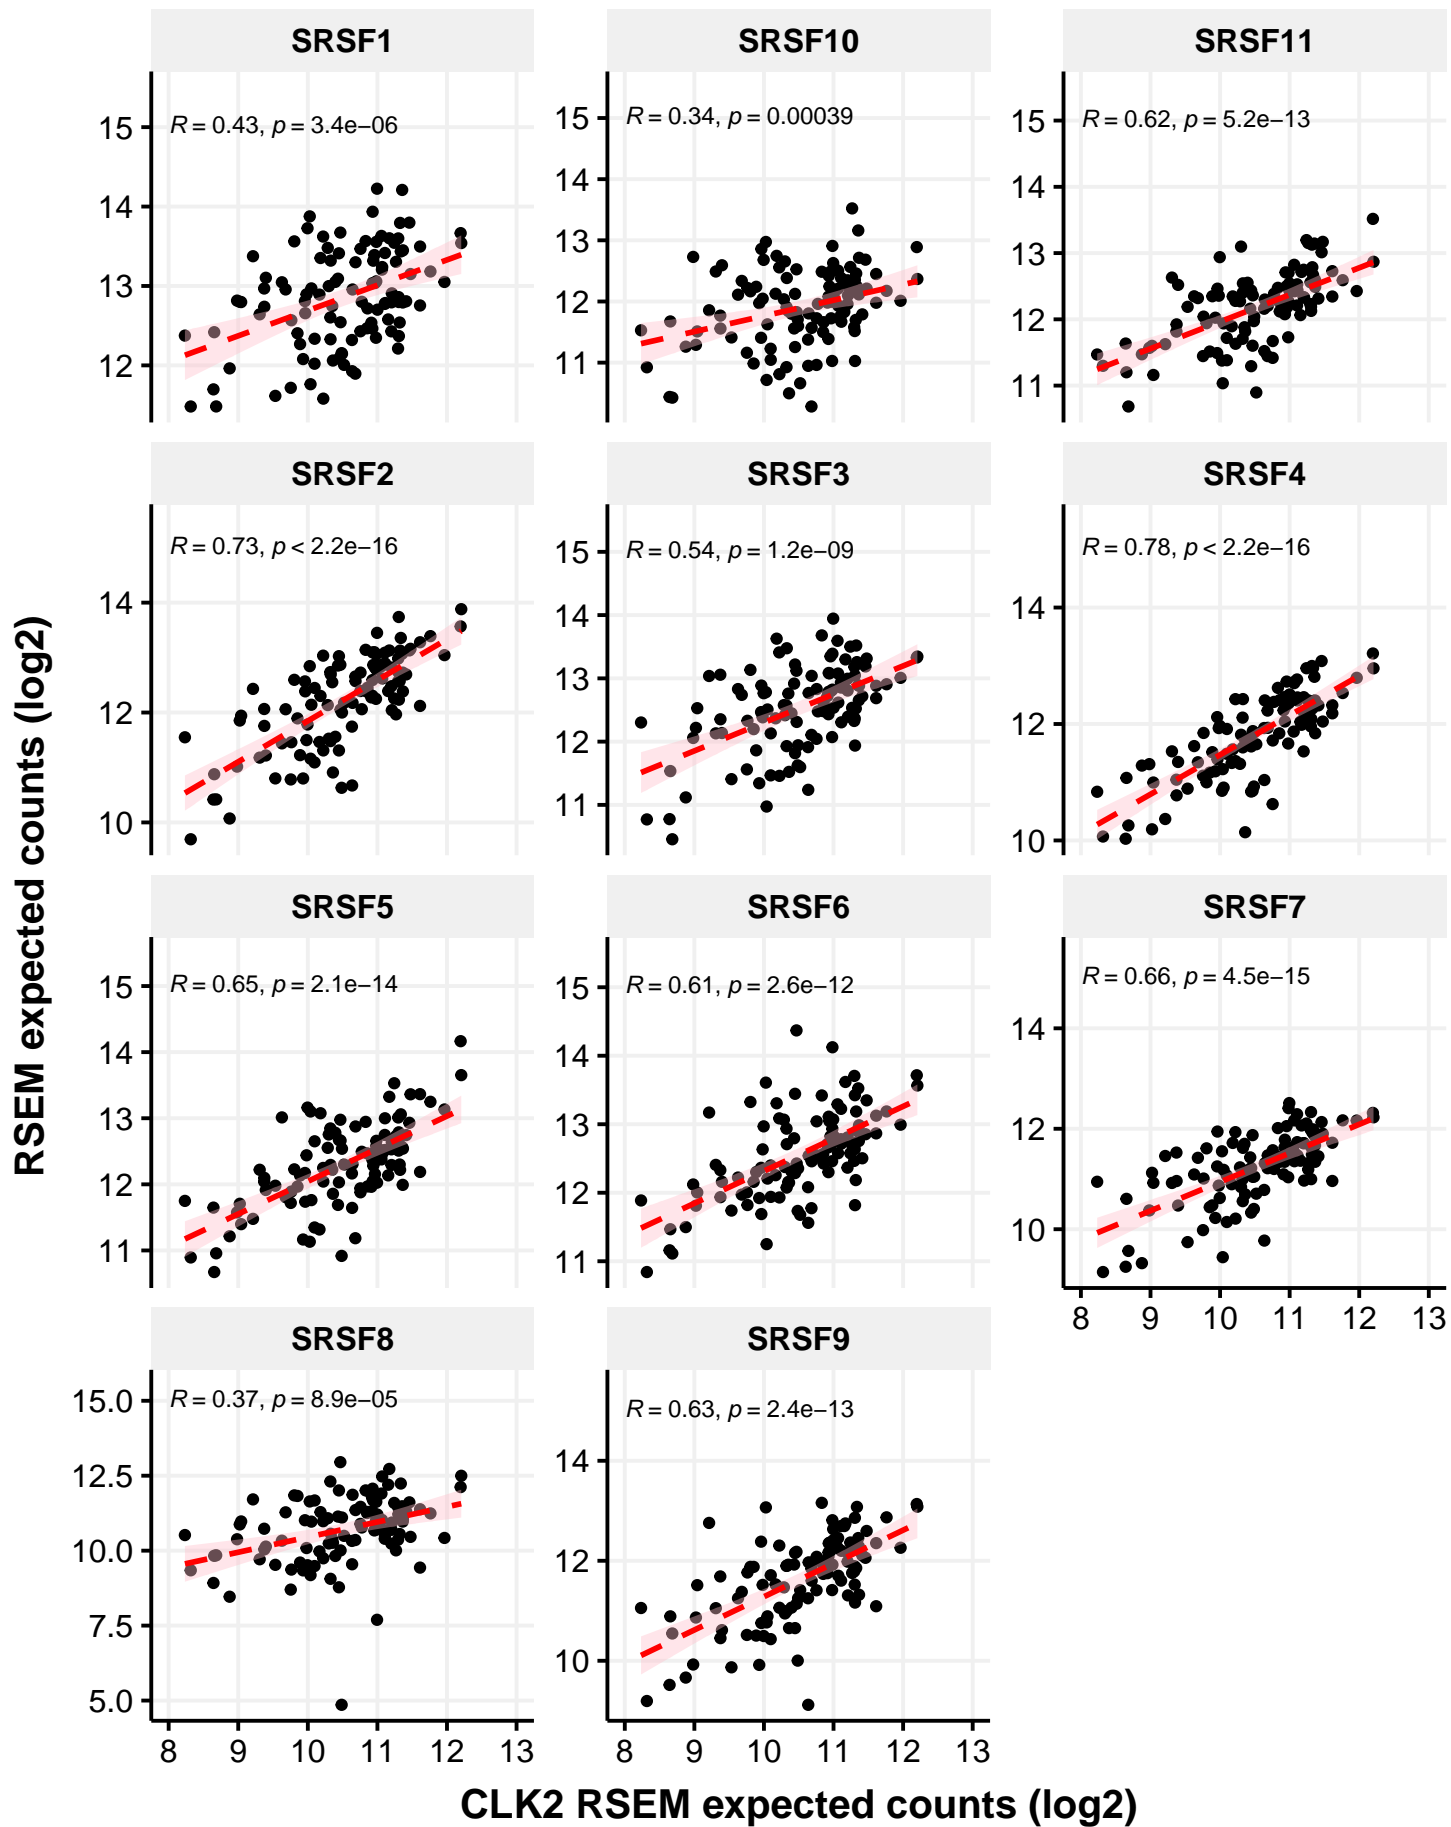 SRSF1
SRSF10
SRSF11
R = 0.43, p = 3.4e−06
R = 0.34, p = 0.00039
R = 0.62, p = 5.2e−13
15
14
13
12
15
14
13
12
11
15
14
13
12
11
SRSF2
SRSF3
SRSF4
R = 0.73, p < 2.2e−16
R = 0.54, p = 1.2e−09
R = 0.78, p < 2.2e−16
14
12
10
15
14
13
12
11
14
12
10
SRSF5
SRSF6
SRSF7
R = 0.65, p = 2.1e−14
R = 0.61, p = 2.6e−12
R = 0.66, p = 4.5e−15
15
14
13
12
11
15
14
13
12
11
14
12
10
8 9 10 11 12 13
SRSF8
SRSF9
R = 0.37, p = 8.9e−05
R = 0.63, p = 2.4e−13
15.0
12.5
10.0
7.5
5.0
14
12
10
8 9 10 11 12 13
8 9 10 11 12 13
RSEM expected counts (log2)
CLK2 RSEM expected counts (log2)